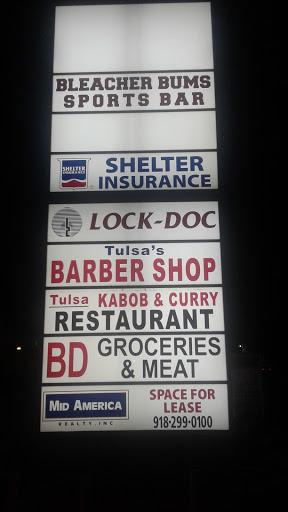 BLEACHER BUMS
SPORTS BAR
SHELTER
SHELTER
INSURANCE
LOCK-DOC
Tulsa's
BARBER SHOP
Tulsa KABOB & CURRY
RESTAURANT
BD GROCERIES
& MEAT
MID AMERICA
REALTY, INC
SPACE FOR
LEASE
918-299-0100